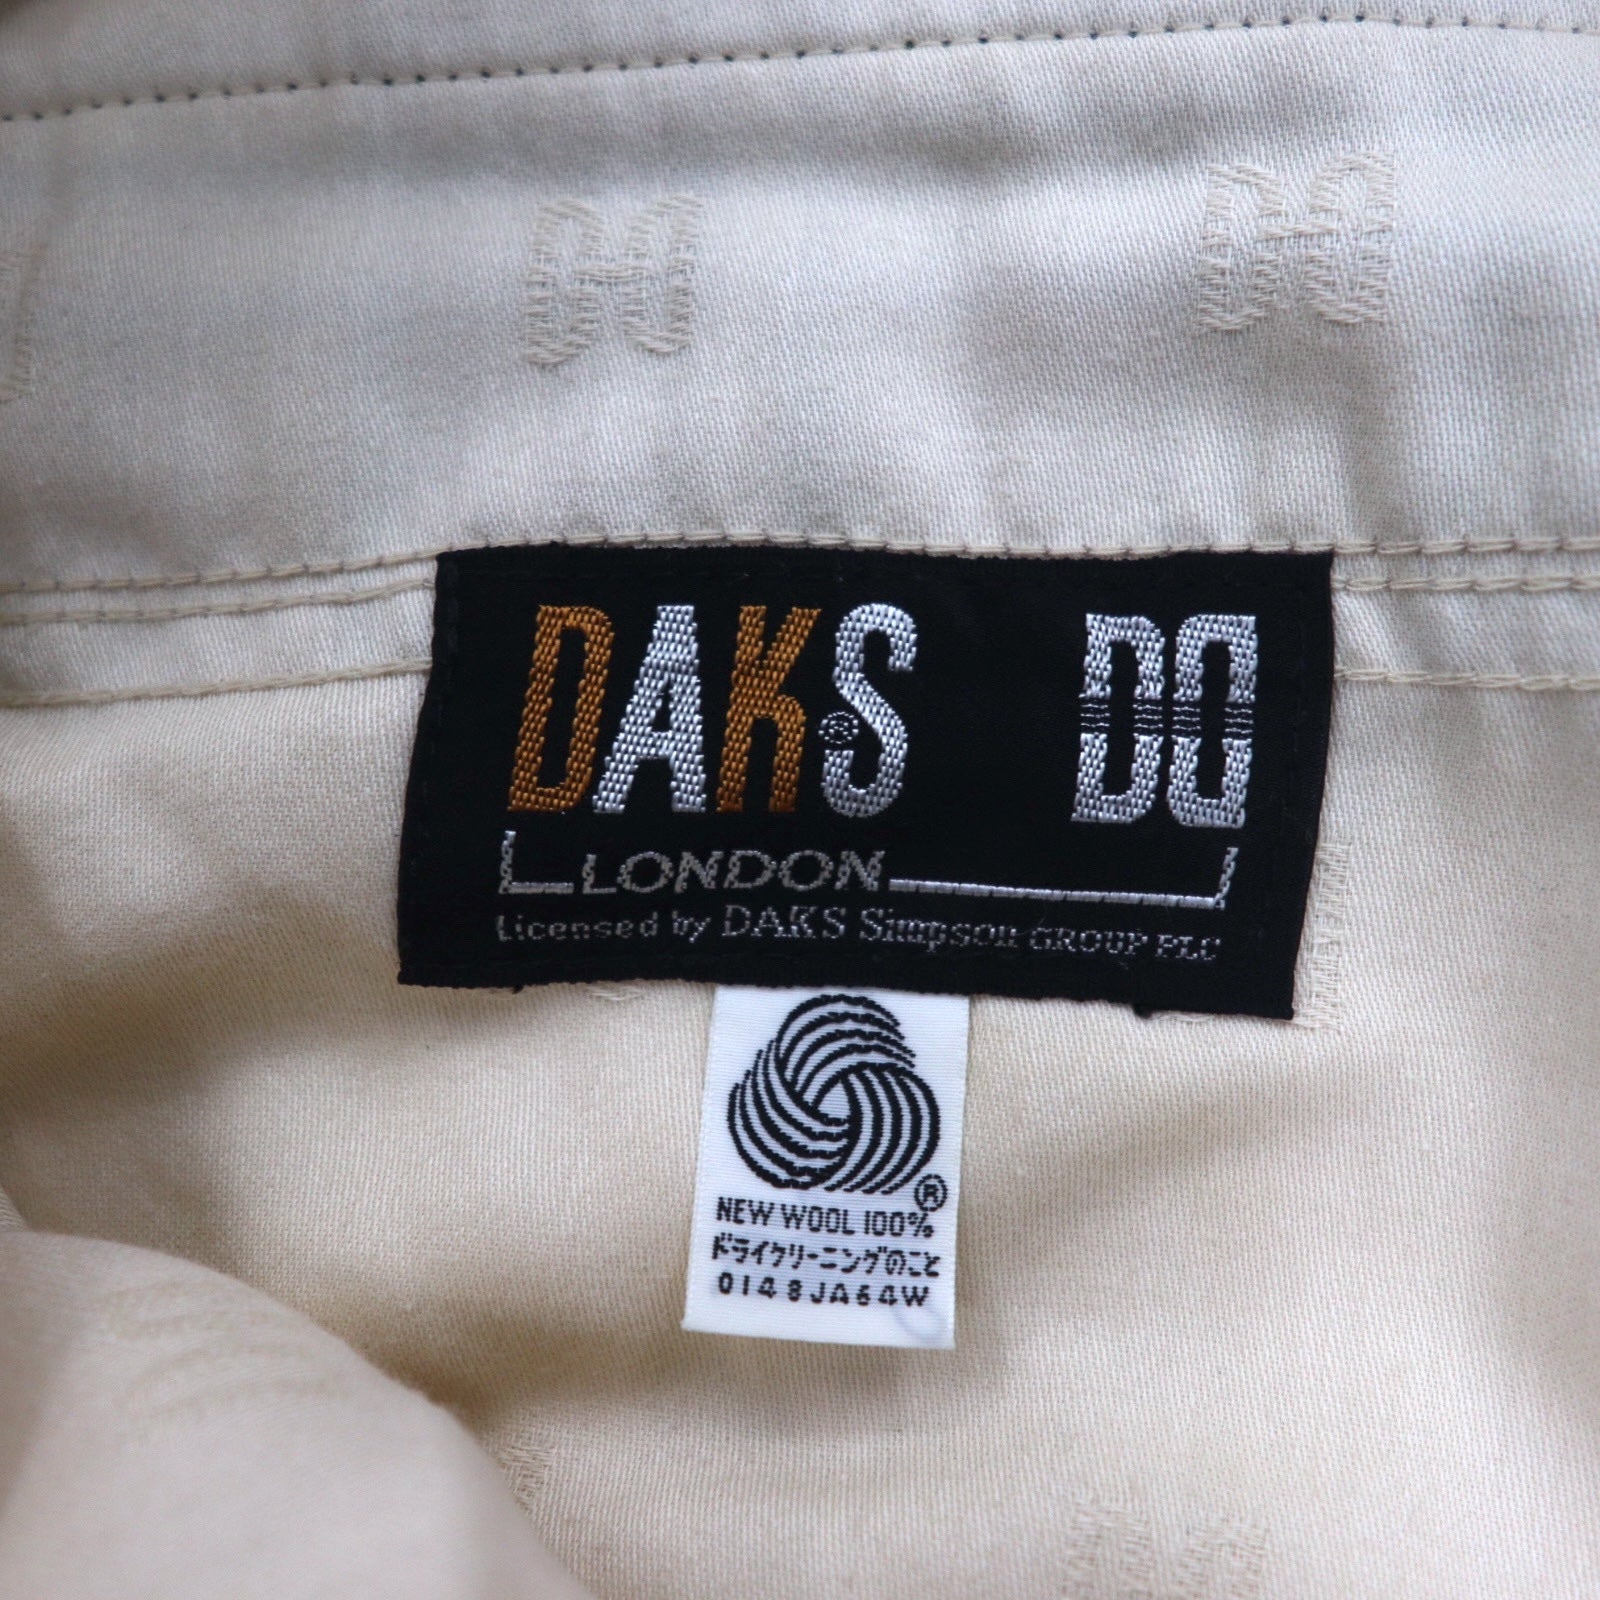 DAKS® DD
LONDON
Licensed by DAKS Simpson GROUP PLC
®
NEW WOOL 100%
ドライクリーニングのこと
0148JA64W